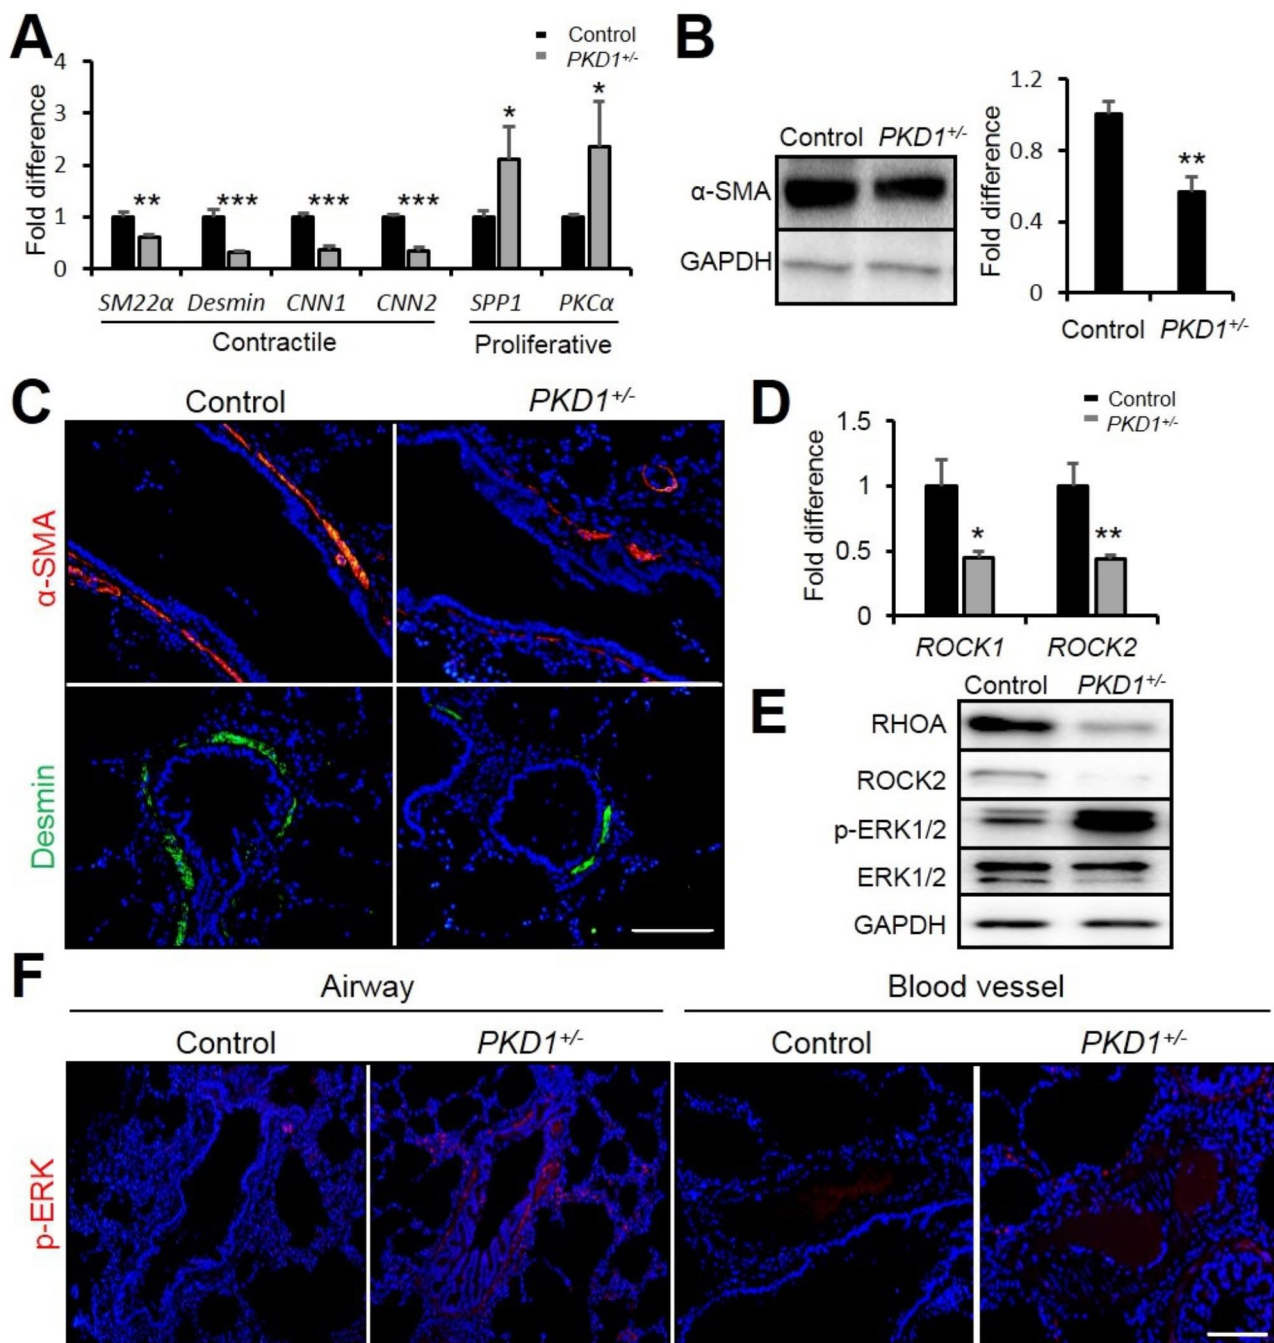 A
Control
PKD1+/-
4
3
2
1
0
Fold difference
** *** *** *** * *
SM22α Desmin CNN1 CNN2 SPP1 PKCα
Contractile Proliferative
B
Control PKD1+/-
α-SMA
GAPDH
1.2
0.8
0.4
0
Fold difference
**
Control PKD1+/-
C
Control PKD1+/-
α-SMA
Desmin
D
Control
PKD1+/-
1.5
1
0.5
0
Fold difference
* **
ROCK1 ROCK2
E
Control PKD1+/-
RHOA
ROCK2
p-ERK1/2
ERK1/2
GAPDH
F
Airway Blood vessel
Control PKD1+/- Control PKD1+/-
p-ERK